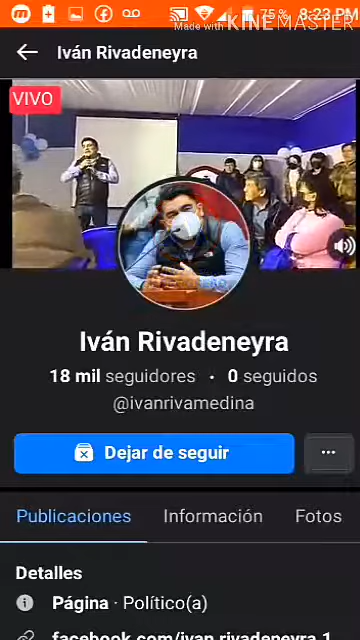 75% 8:23 PM
Made with KINEMASTER
Iván Rivadeneyra
VIVO
Iván Rivadeneyra
18 mil seguidores • 0 seguidos
@ivanrivamedina
Dejar de seguir
Publicaciones Información Fotos
Detalles
Página · Político(a)
facebook.com/ivan.rivadeneyra.1